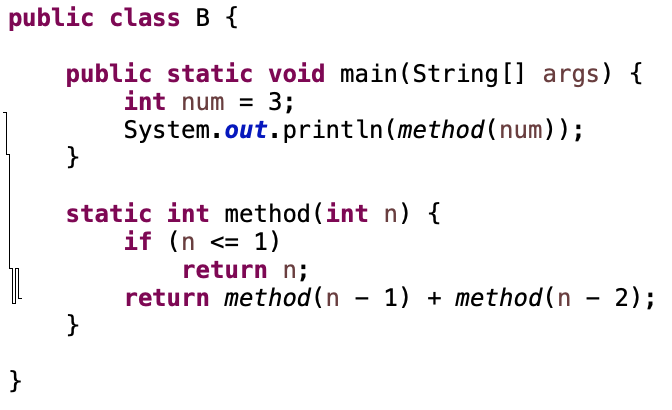 public class B {
public static void main(String[] args) {
int num = 3;
System.out.println(method(num));
}
static int method(int n) {
if (n <= 1)
return n;
return method(n - 1) + method(n - 2);
}
}